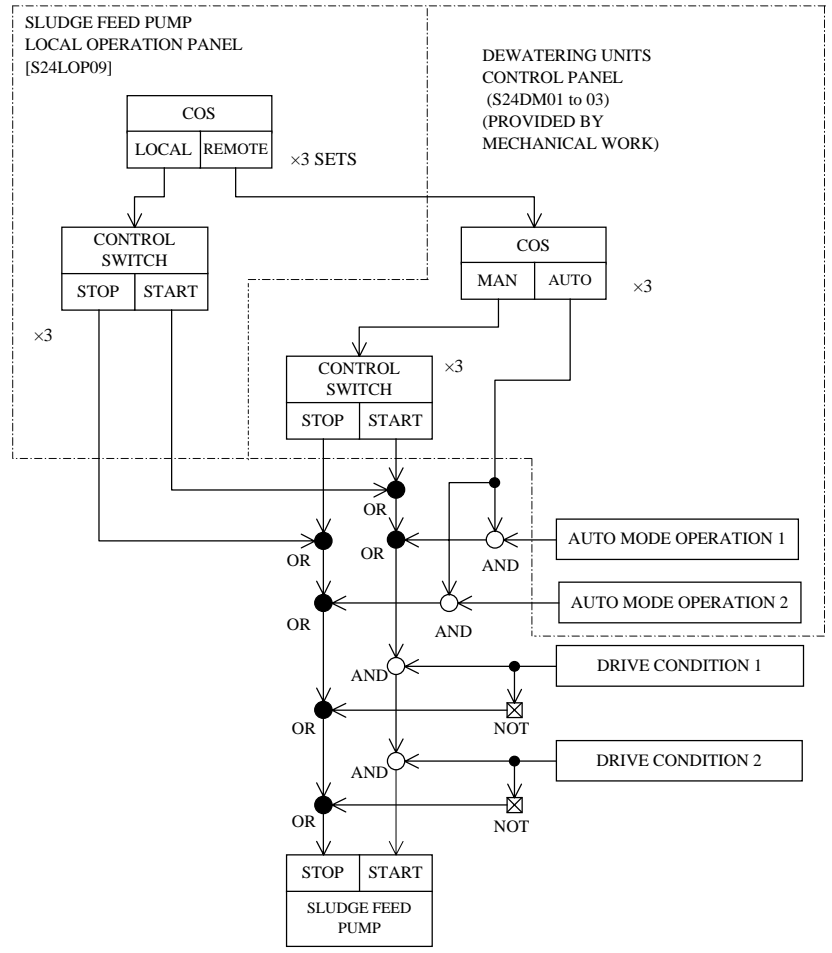 SLUDGE FEED PUMP
LOCAL OPERATION PANEL
[S24LOP09]
DEWATERING UNITS
CONTROL PANEL
(S24DM01 to 03)
(PROVIDED BY
MECHANICAL WORK)
COS
LOCAL
REMOTE
×3 SETS
CONTROL
SWITCH
STOP
START
×3
COS
MAN
AUTO
×3
CONTROL
SWITCH
STOP
START
×3
OR
OR
OR
AND
AUTO MODE OPERATION 1
OR
AND
AUTO MODE OPERATION 2
AND
DRIVE CONDITION 1
OR
NOT
AND
DRIVE CONDITION 2
OR
NOT
STOP
START
SLUDGE FEED
PUMP